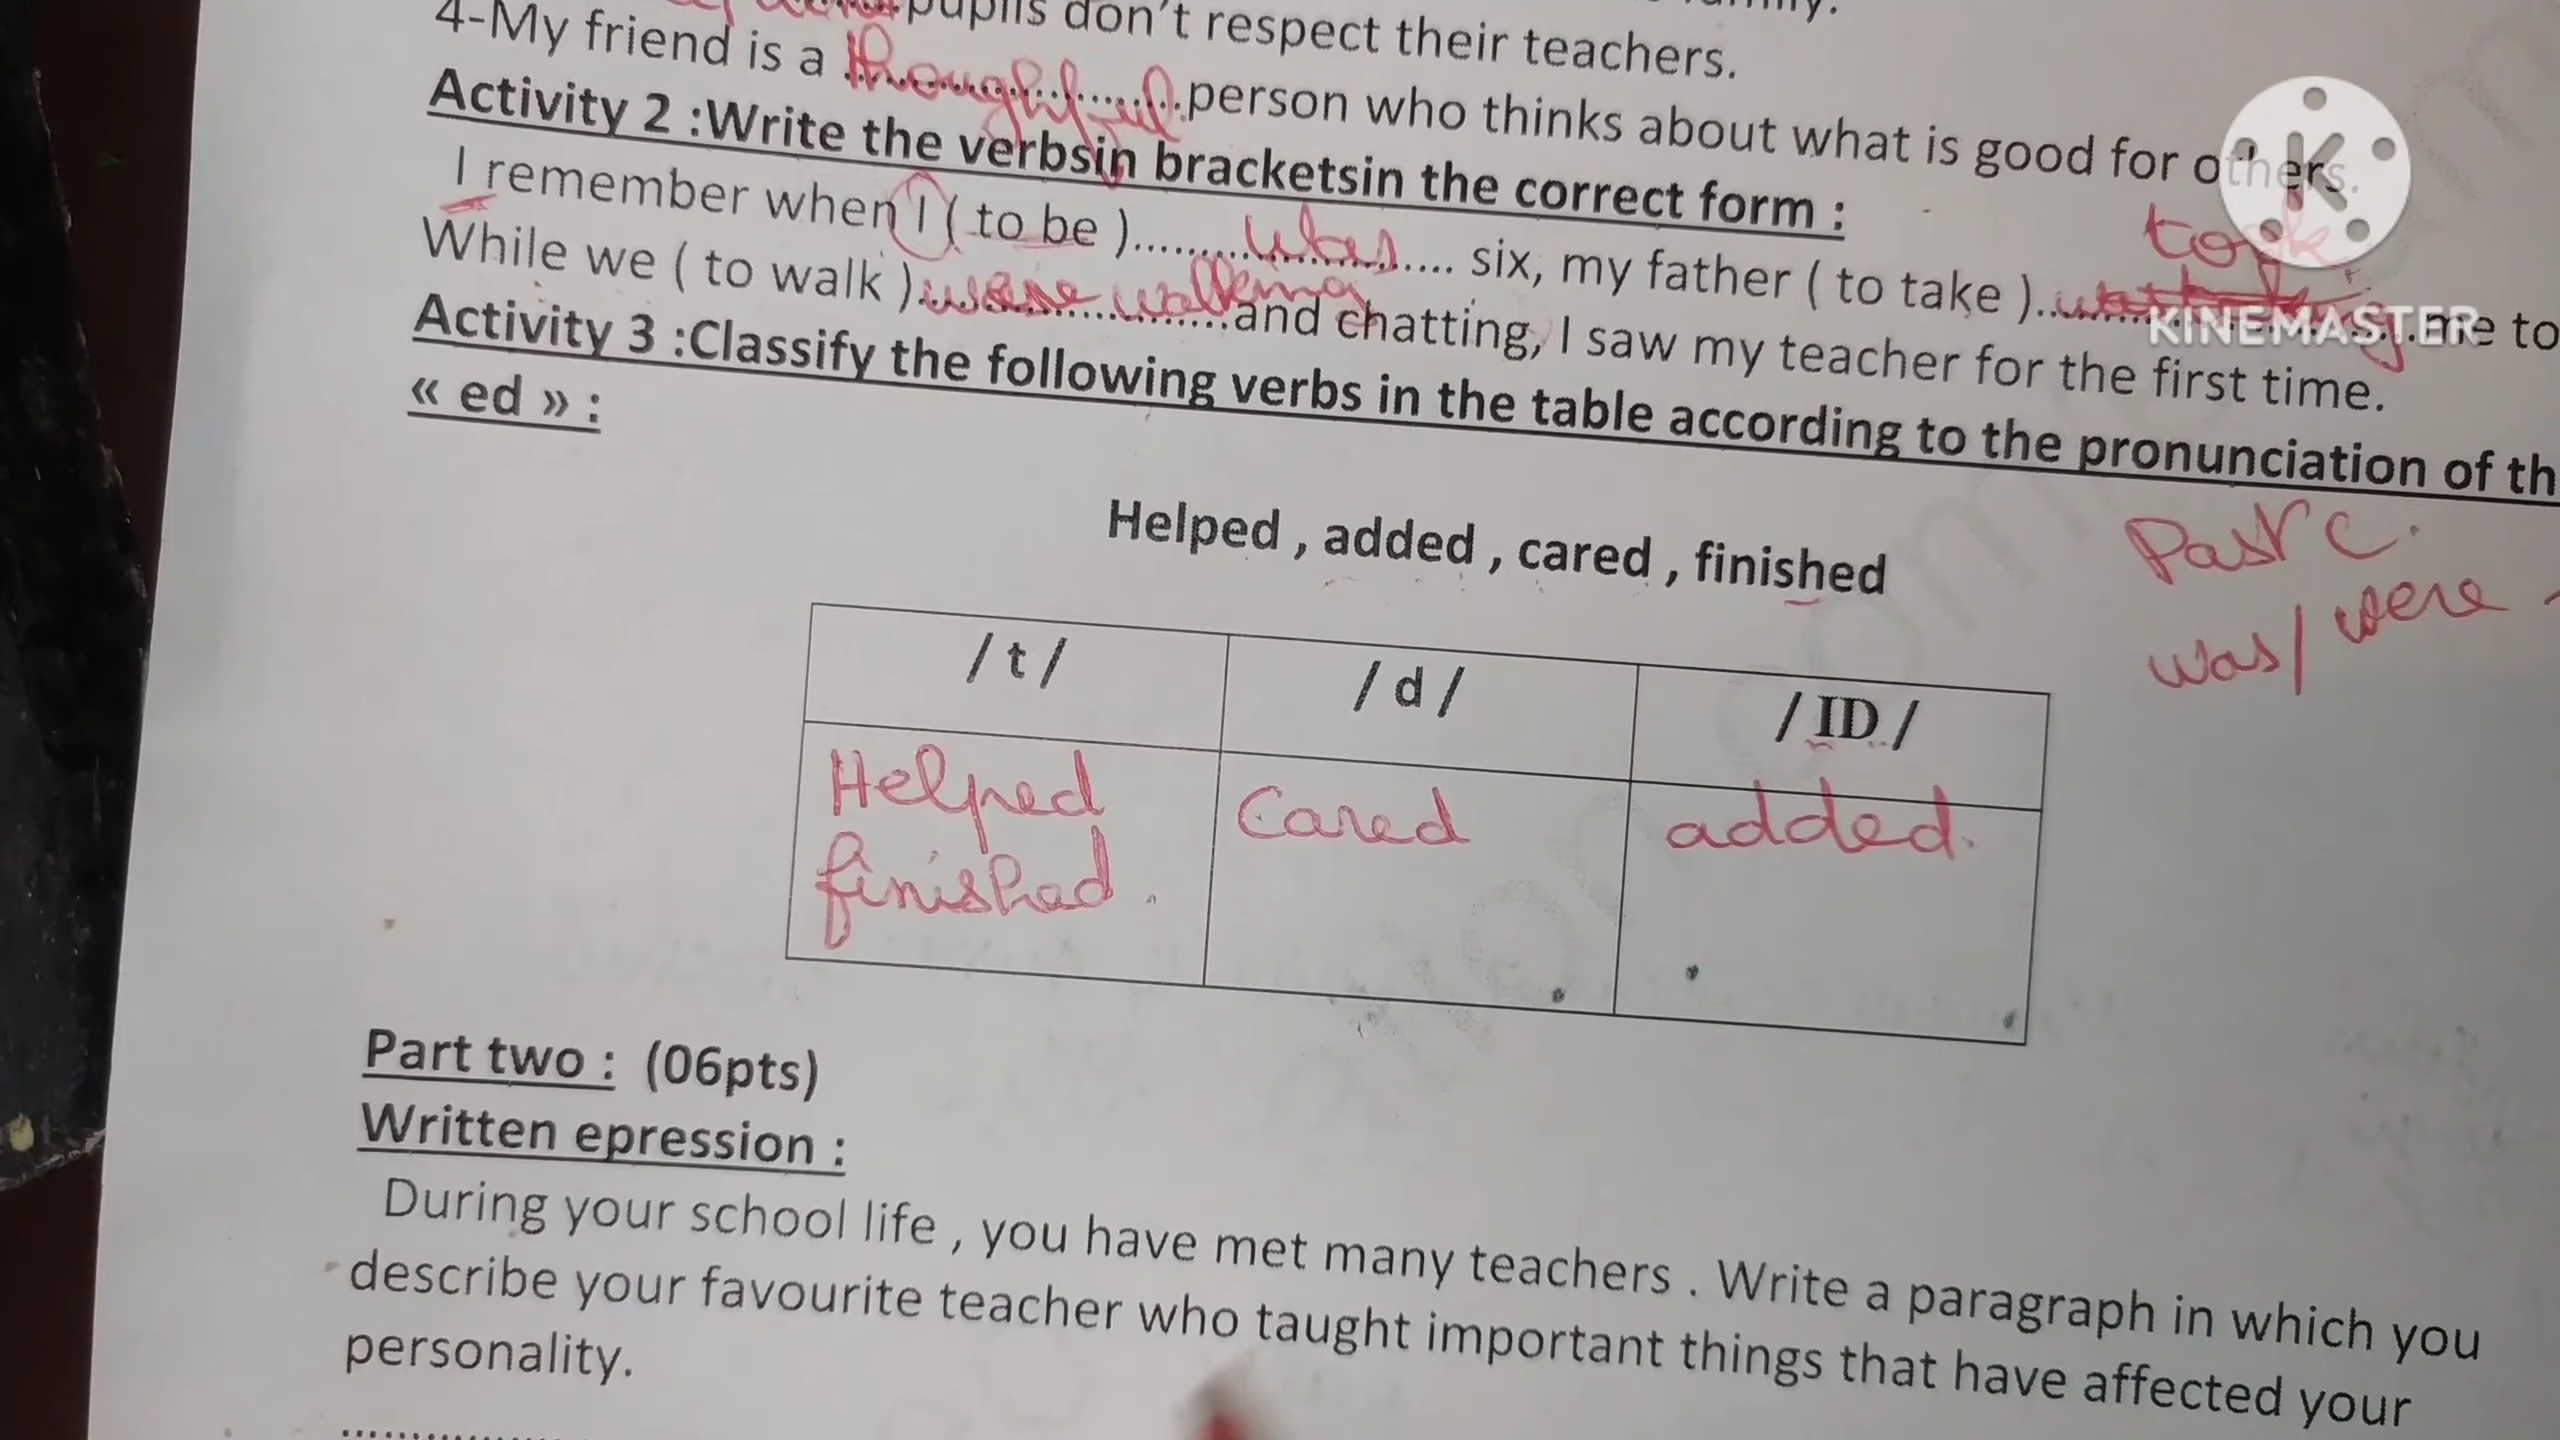 pupils don't respect their teachers.
4-My friend is a thoughtful person who thinks about what is good for others.
Activity 2 :Write the verbsin bracketsin the correct form :
I remember when I ( to be )......was...... six, my father ( to take )..took.. me to
While we ( to walk ).were walking.and chatting, I saw my teacher for the first time.
KINEMASTER
Activity 3 :Classify the following verbs in the table according to the pronunciation of th
« ed » :
Past C.
was/ were
Helped , added , cared , finished
/ t / / d / / ID /
Helped Cared added.
finished.
Part two : (06pts)
Written epression :
During your school life , you have met many teachers . Write a paragraph in which you
describe your favourite teacher who taught important things that have affected your
personality.